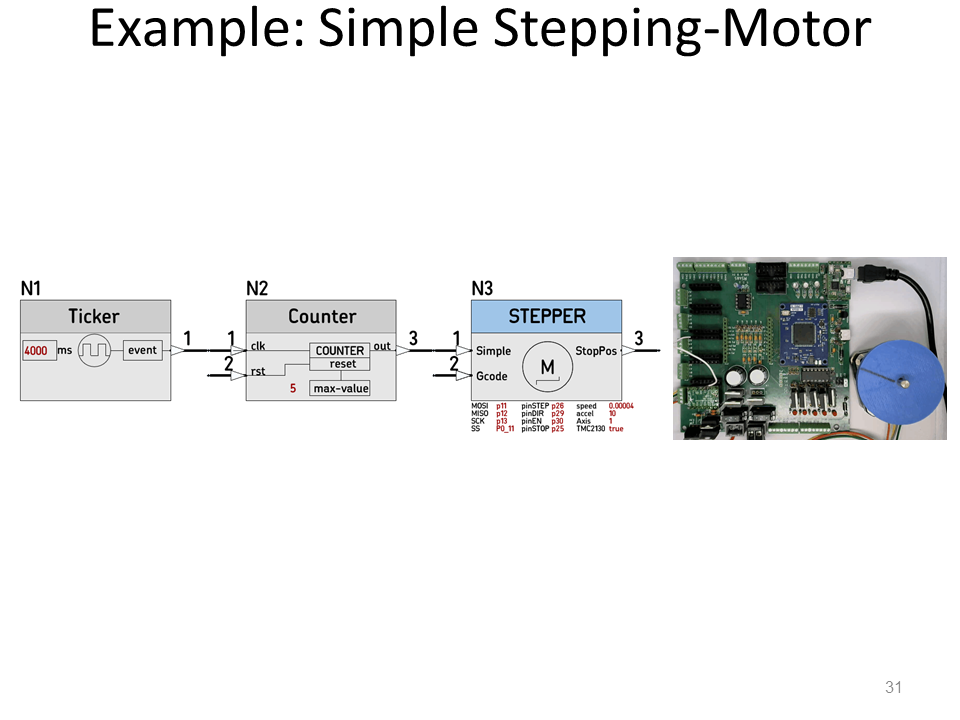 Example: Simple Stepping-Motor
N1
Ticker
4000 ms event
1
N2
Counter
1 clk
2 rst
COUNTER
reset
5 max-value
out 3
N3
STEPPER
1 Simple
2 Gcode
M
StopPos 3
MOSI p11 pinSTEP p26 speed 0.00004
MISO p12 pinDIR p29 accel 10
SCK p13 pinEN p30 Axis 1
SS P0_11 pinSTOP p25 TMC2130 true
31